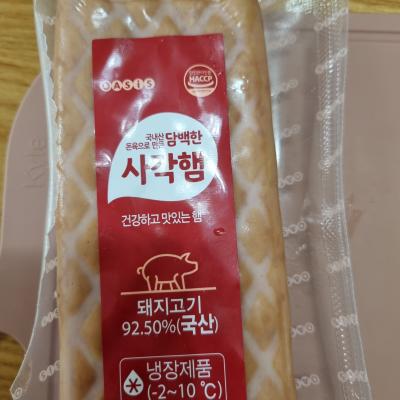 OASIS
HACCP
국내산
돈육으로 만든 담백한
사각햄
건강하고 맛있는 햄
돼지고기
92.50%(국산)
냉장제품
(-2~10 ℃)